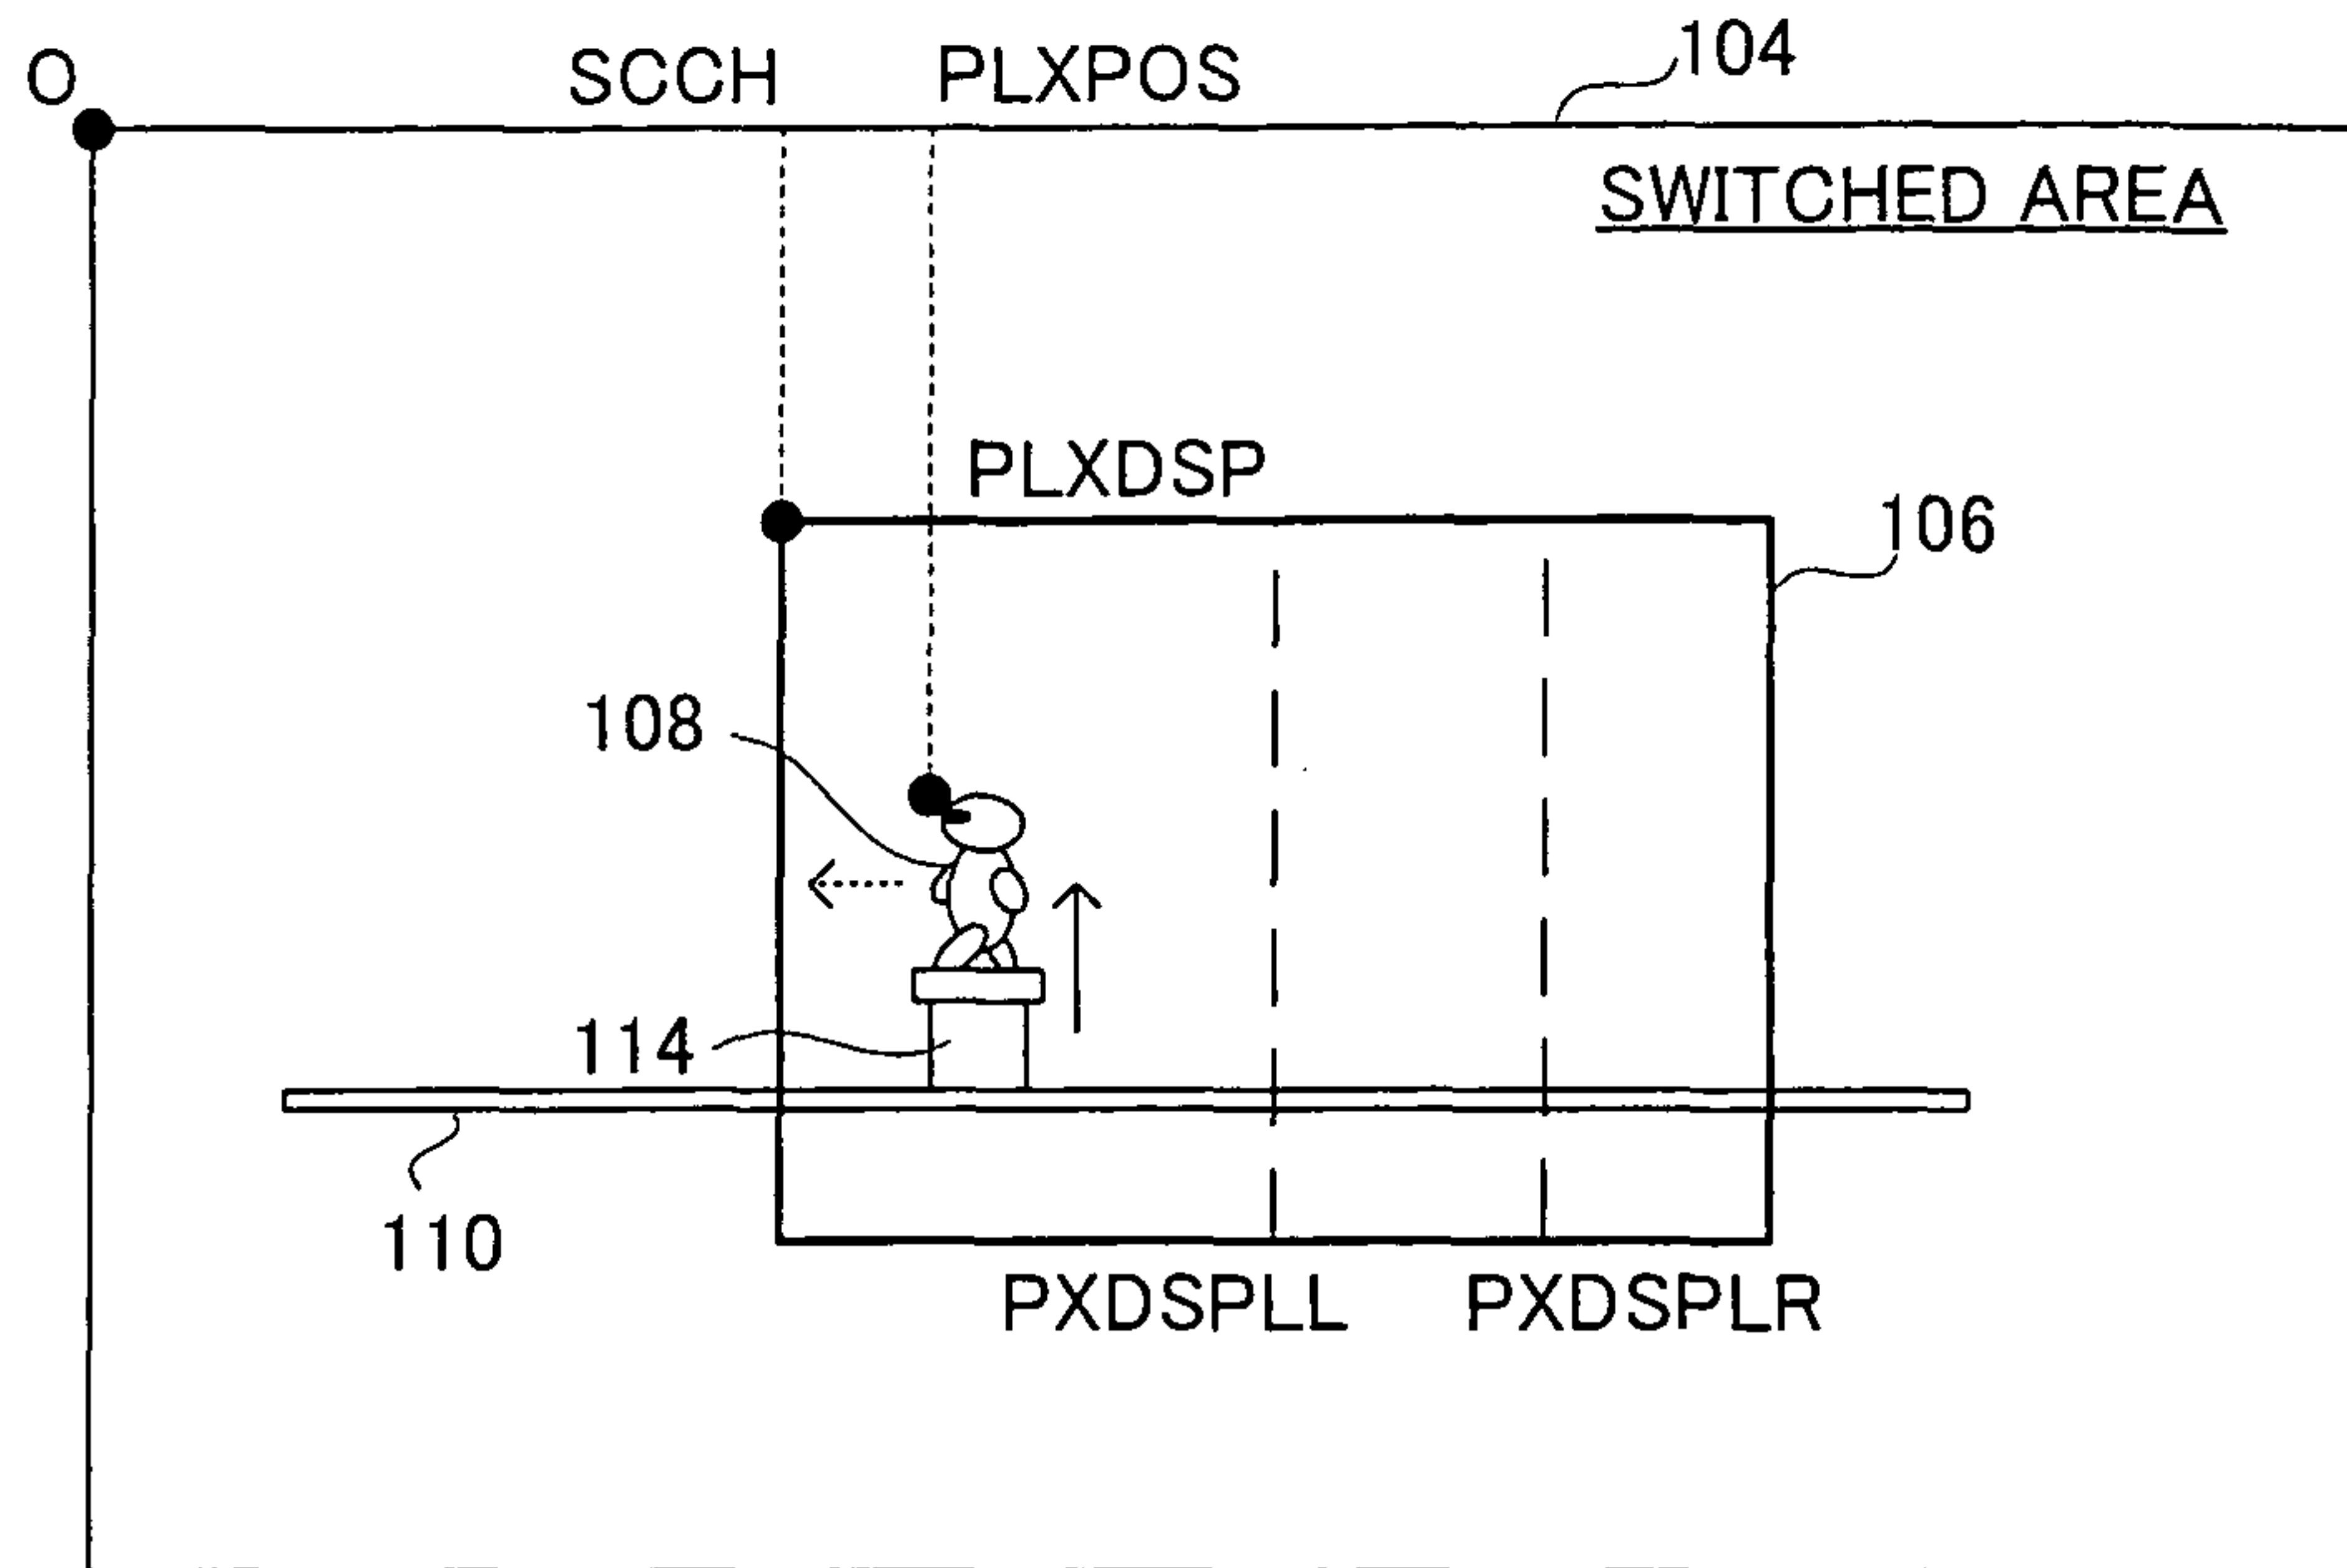 O
SCCH
PLXPOS
104
SWITCHED AREA
PLXDSP
106
108
114
110
PXDSPLL
PXDSPLR